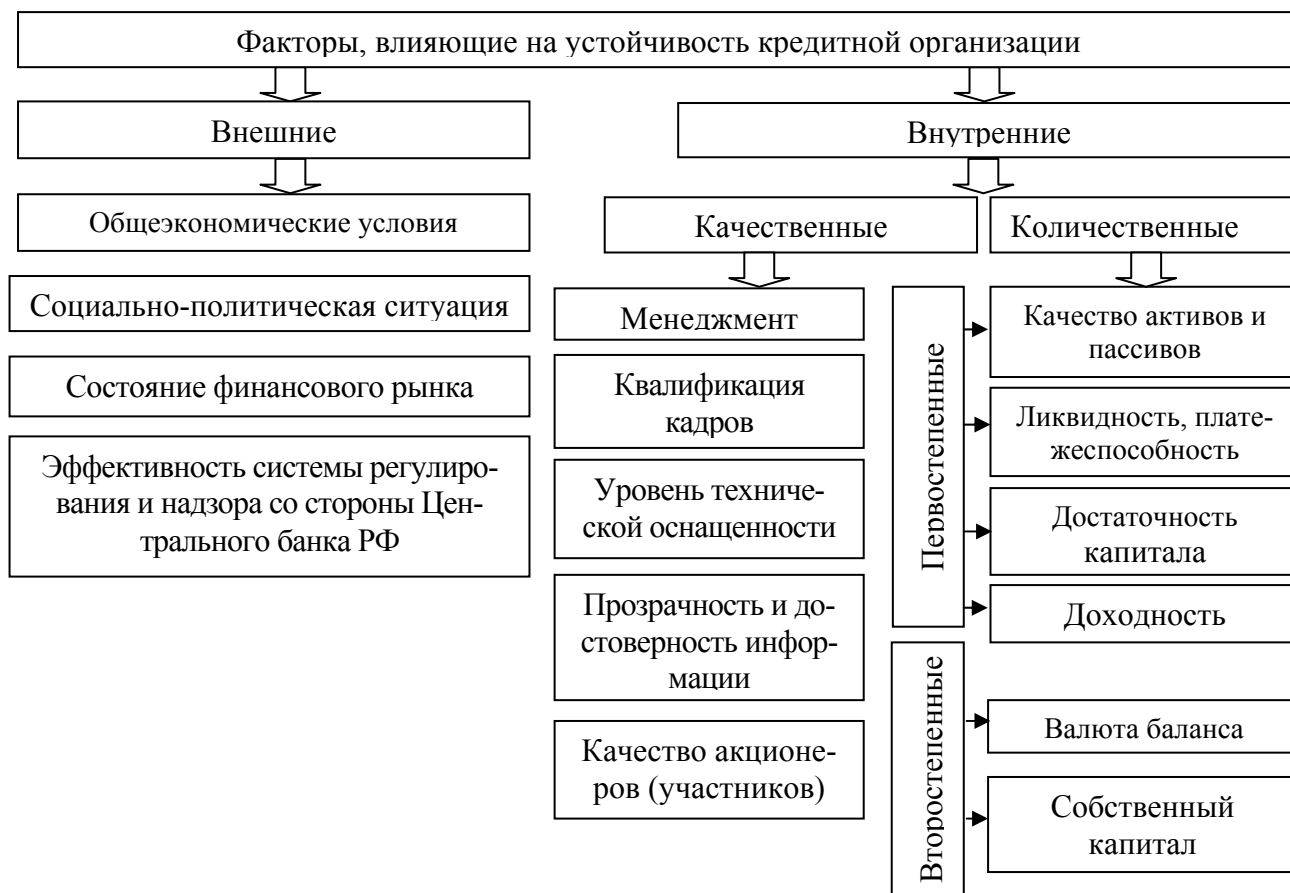 Факторы, влияющие на устойчивость кредитной организации
Внешние
Внутренние
Общеэкономические условия
Качественные
Количественные
Социально-политическая ситуация
Состояние финансового рынка
Эффективность системы регулиро-
вания и надзора со стороны Цен-
трального банка РФ
Менеджмент
Квалификация
кадров
Уровень техниче-
ской оснащенности
Прозрачность и до-
стоверность инфор-
мации
Качество акционе-
ров (участников)
Первостепенные
Качество активов и
пассивов
Ликвидность, плате-
жеспособность
Достаточность
капитала
Доходность
Второстепенные
Валюта баланса
Собственный
капитал